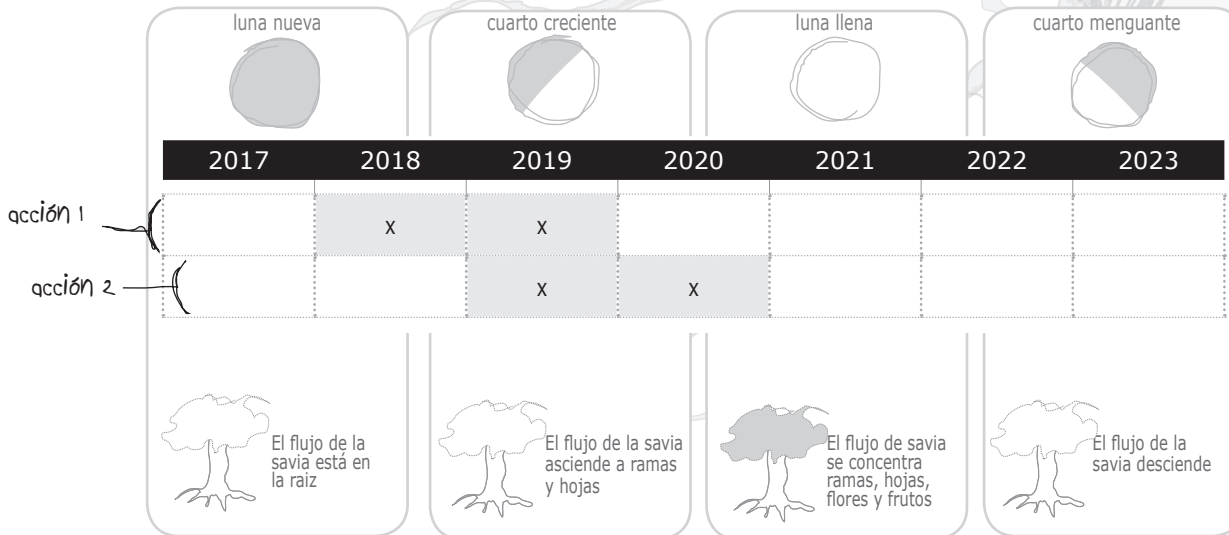 luna nueva
cuarto creciente
luna llena
cuarto menguante
2017 2018 2019 2020 2021 2022 2023
acción 1 x x
acción 2 x x
El flujo de la
savia está en
la raiz
El flujo de la savia
asciende a ramas
y hojas
El flujo de savia
se concentra
ramas, hojas,
flores y frutos
El flujo de la
savia desciende